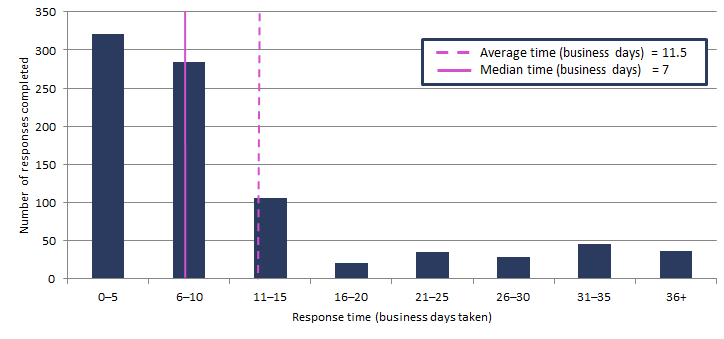 350
300
250
200
150
100
50
0
Number of responses completed
Average time (business days) = 11.5
Median time (business days) = 7
0–5 6–10 11–15 16–20 21–25 26–30 31–35 36+
Response time (business days taken)